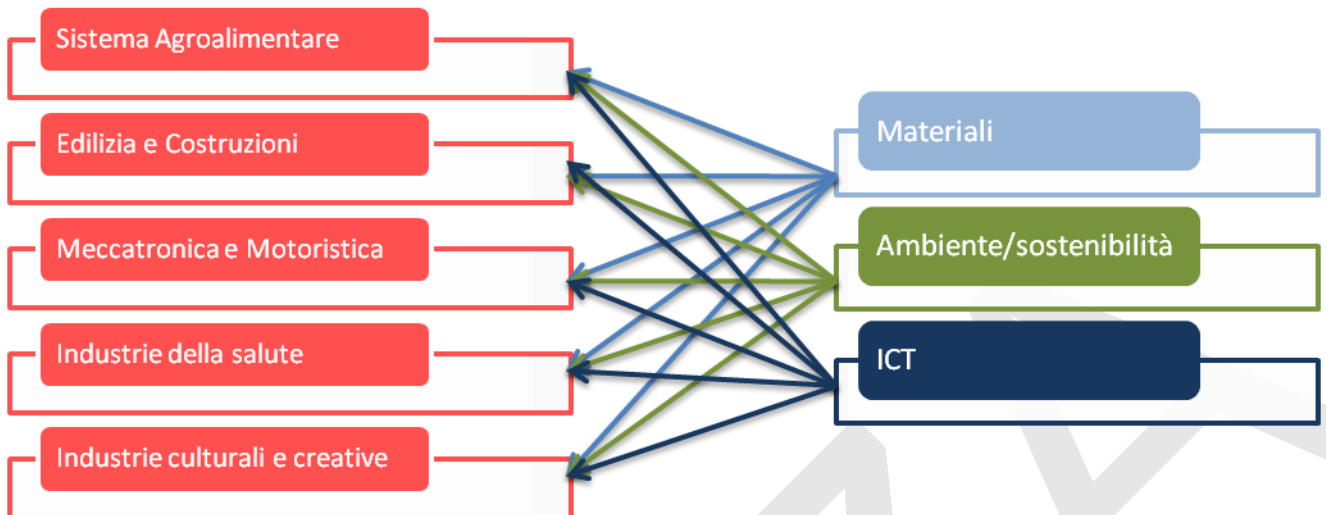 Sistema Agroalimentare
Edilizia e Costruzioni
Meccatronica e Motoristica
Industrie della salute
Industrie culturali e creative
Materiali
Ambiente/sostenibilità
ICT